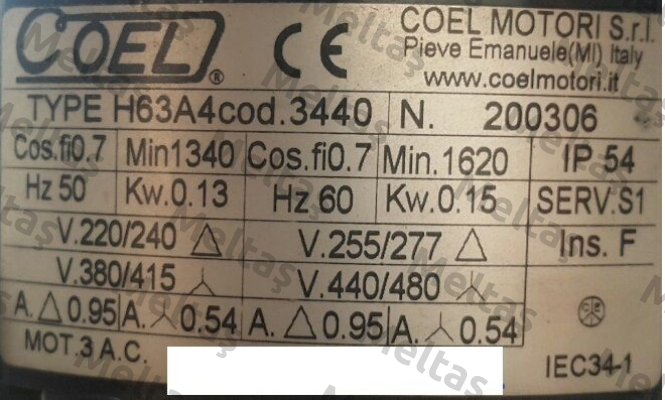 COEL ® CE COEL MOTORI S.r.l.
Pieve Emanuele(MI) Italy
www.coelmotori.it
TYPE H63A4cod.3440 N. 200306
Cos.fi0.7 Min1340 Cos.fi0.7 Min.1620 IP 54
Hz 50 Kw.0.13 Hz 60 Kw.0.15 SERV.S1
V.220/240 △ V.255/277 △ Ins. F
V.380/415 ⅄ V.440/480 ⅄
A. △ 0.95 A. ⅄ 0.54 A. △ 0.95 A. ⅄ 0.54
MOT.3 A.C. IEC34-1
Meltaş